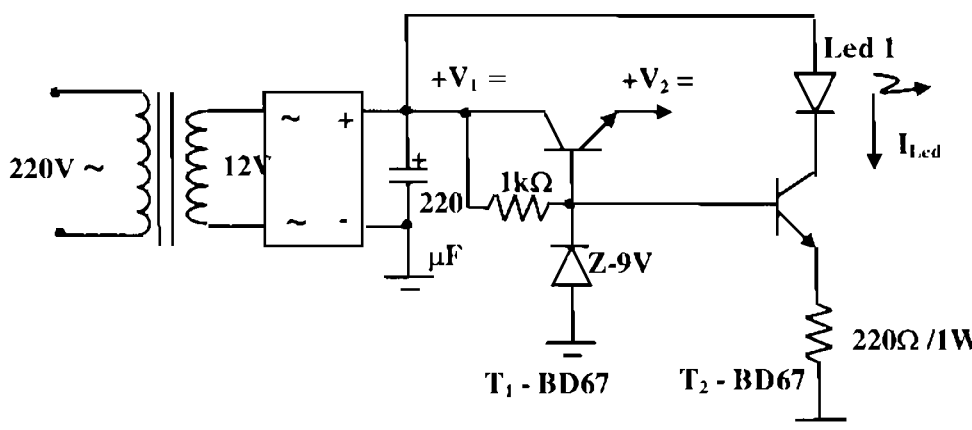 Led 1
+V₁ =
+V₂ =
I_Led
220V ~
12V
~
+
~
-
+
220
µF
1kΩ
Z-9V
220Ω /1W
T₁ - BD67
T₂ - BD67